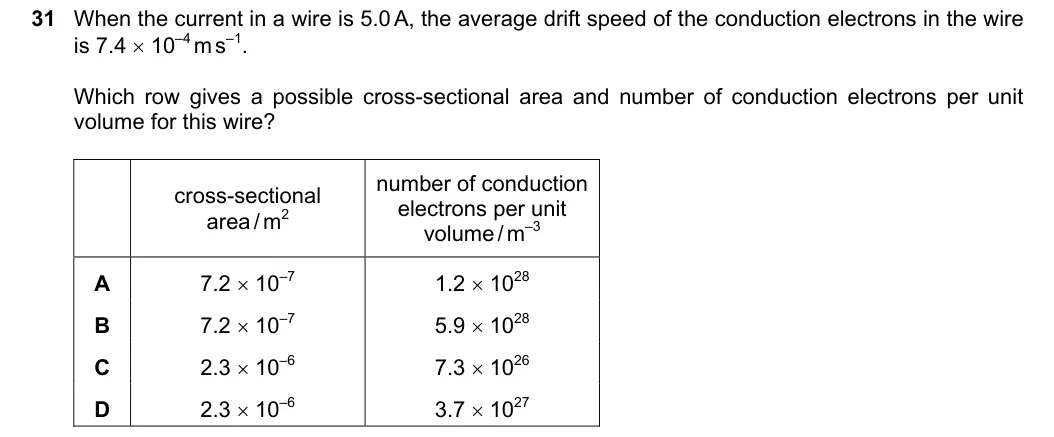 31 When the current in a wire is 5.0 A, the average drift speed of the conduction electrons in the wire
is 7.4 × 10⁻⁴ m s⁻¹.
Which row gives a possible cross-sectional area and number of conduction electrons per unit
volume for this wire?
cross-sectional
area / m²
number of conduction
electrons per unit
volume / m⁻³
A 7.2 × 10⁻⁷ 1.2 × 10²⁸
B 7.2 × 10⁻⁷ 5.9 × 10²⁸
C 2.3 × 10⁻⁶ 7.3 × 10²⁶
D 2.3 × 10⁻⁶ 3.7 × 10²⁷